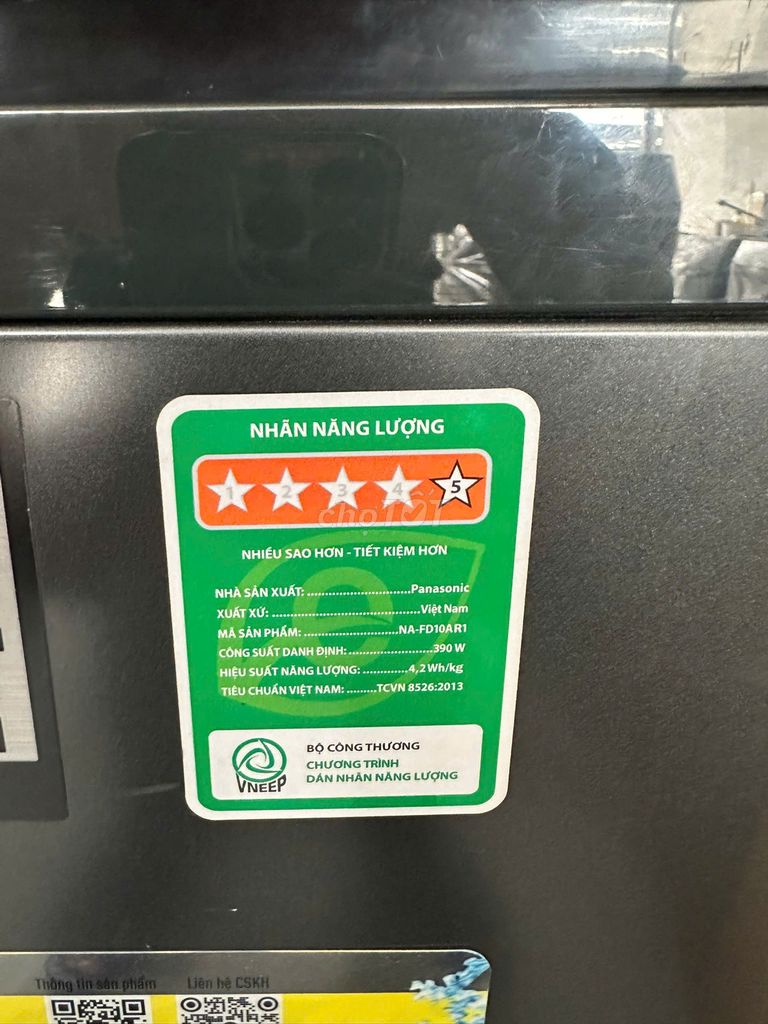 NHÃN NĂNG LƯỢNG
1 2 3 4 5
chợTỐT
NHIỀU SAO HƠN - TIẾT KIỆM HƠN
NHÀ SẢN XUẤT: ..............................Panasonic
XUẤT XỨ: ..........................................Việt Nam
MÃ SẢN PHẨM: ...........................NA-FD10AR1
CÔNG SUẤT DANH ĐỊNH: ........................390 W
HIỆU SUẤT NĂNG LƯỢNG: .............4,2 Wh/kg
TIÊU CHUẨN VIỆT NAM: .........TCVN 8526:2013
VNEEP
BỘ CÔNG THƯƠNG
CHƯƠNG TRÌNH
DÁN NHÃN NĂNG LƯỢNG
Thông tin sản phẩm Liên hệ CSKH